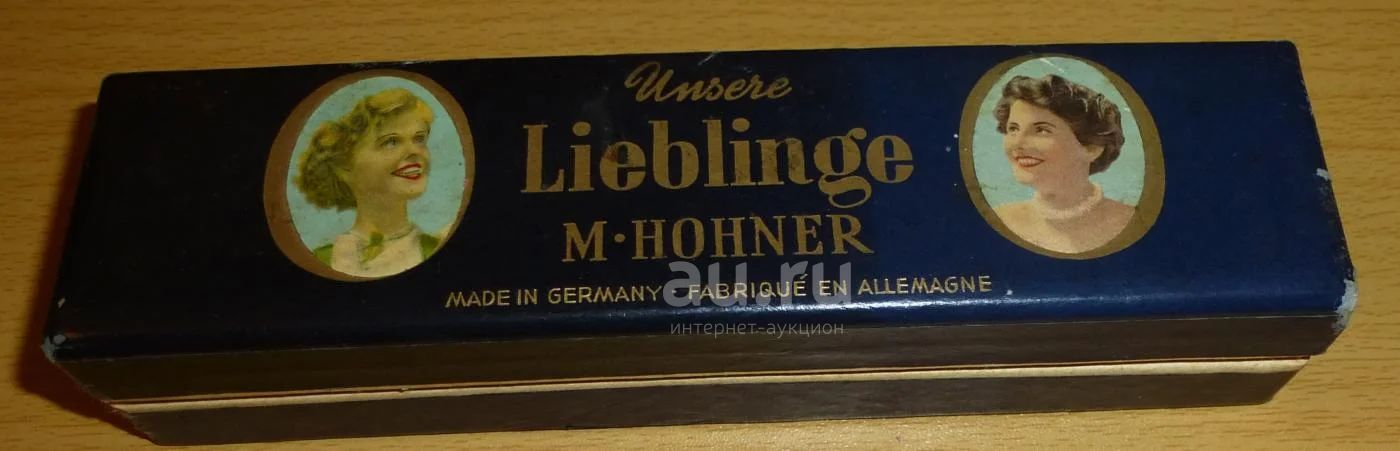 Unsere
Lieblinge
M·HOHNER
MADE IN GERMANY · FABRIQUÉ EN ALLEMAGNE
au.ru
интернет-аукцион